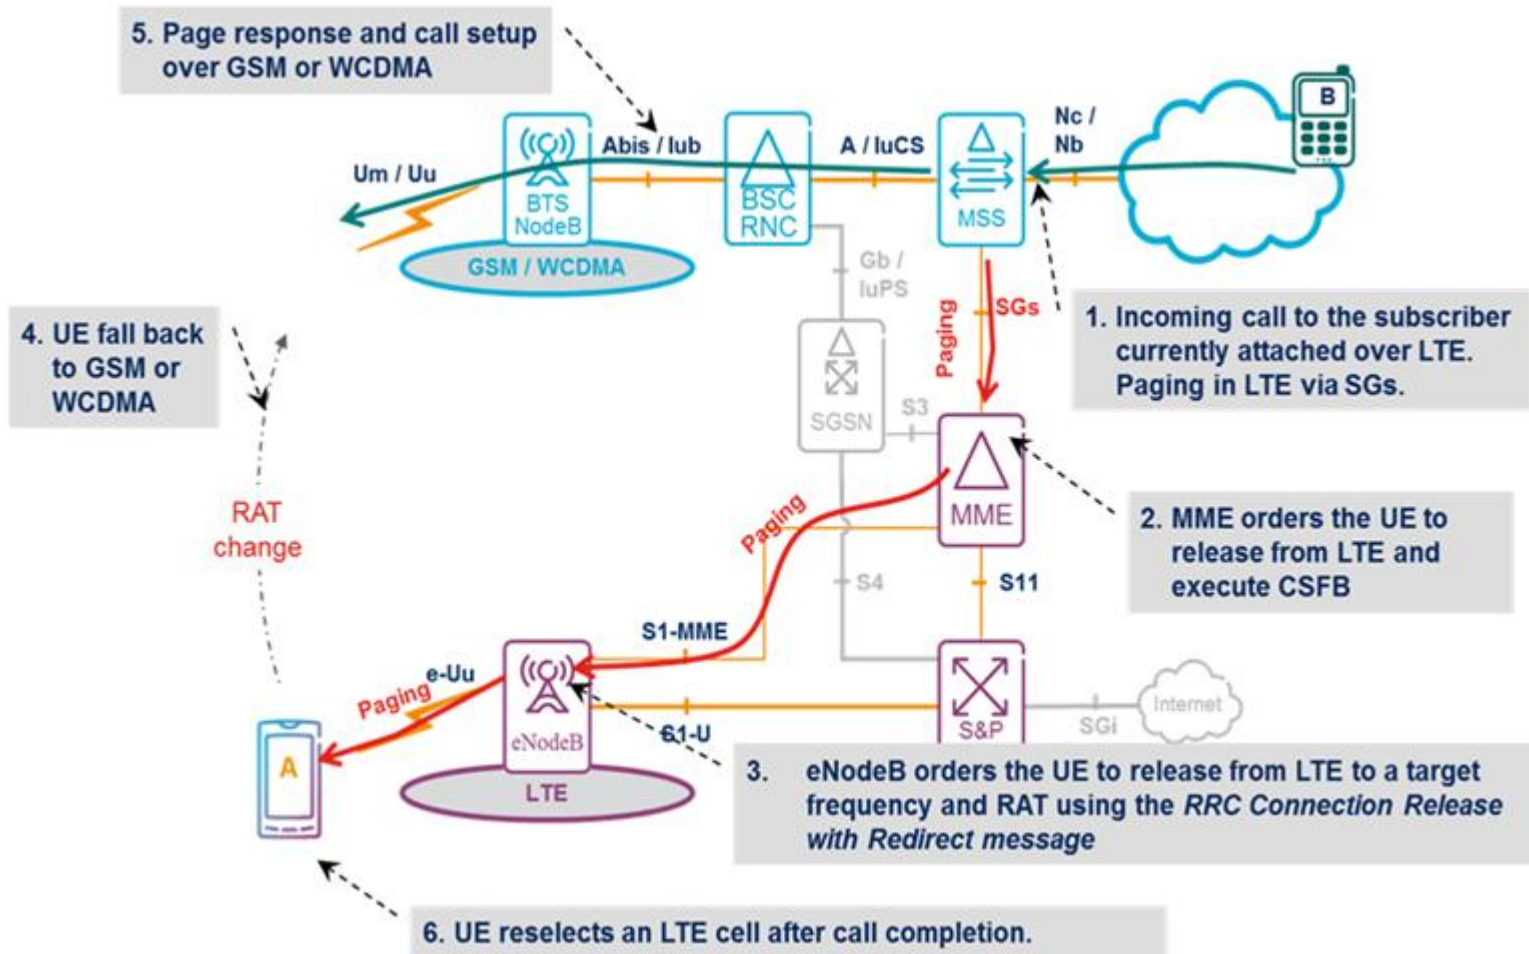 5. Page response and call setup
over GSM or WCDMA
B
Nc /
Nb
Abis / Iub
A / IuCS
Um / Uu
BTS
NodeB
BSC
RNC
MSS
GSM / WCDMA
Gb /
IuPS
Paging
SGs
1. Incoming call to the subscriber
currently attached over LTE.
Paging in LTE via SGs.
4. UE fall back
to GSM or
WCDMA
SGSN
S3
MME
RAT
change
Paging
2. MME orders the UE to
release from LTE and
execute CSFB
S4
S11
S1-MME
e-Uu
Paging
eNodeB
S1-U
S&P
SGi
Internet
A
LTE
3. eNodeB orders the UE to release from LTE to a target
frequency and RAT using the RRC Connection Release
with Redirect message
6. UE reselects an LTE cell after call completion.